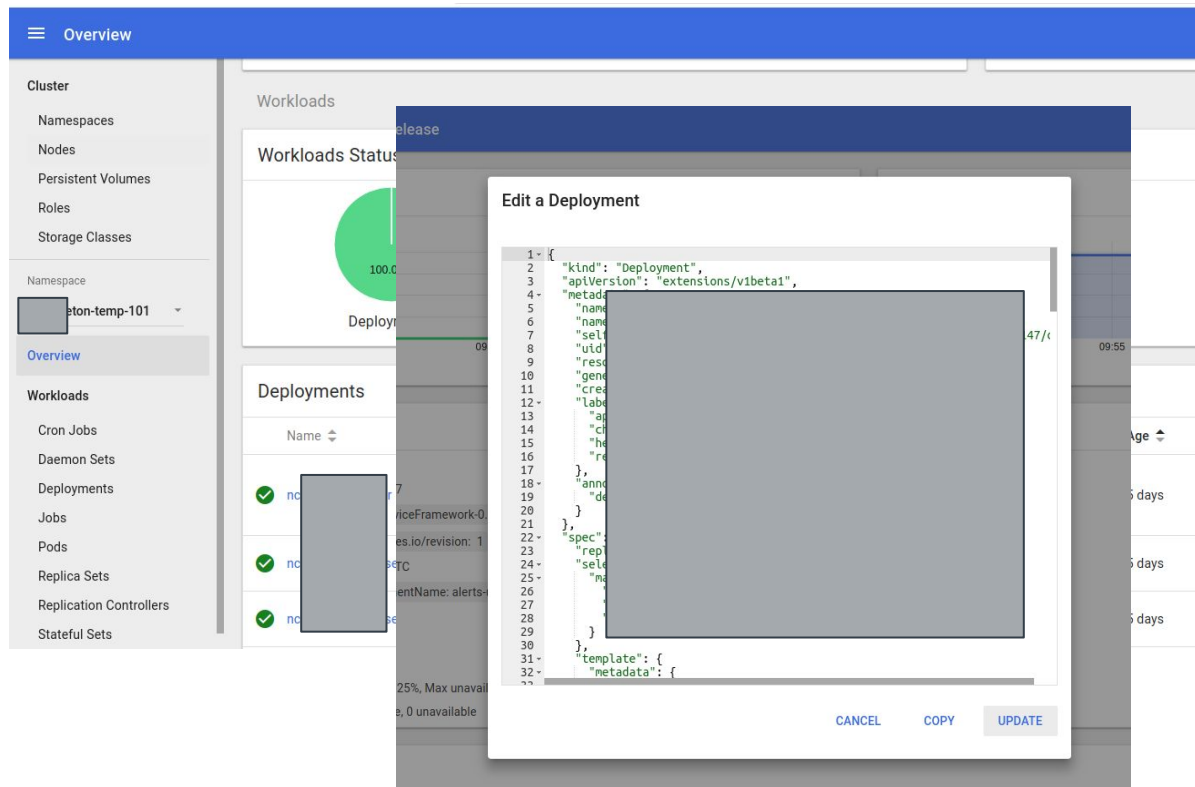 Overview
Cluster
Namespaces
Nodes
Persistent Volumes
Roles
Storage Classes
Namespace
eton-temp-101
Overview
Workloads
Cron Jobs
Daemon Sets
Deployments
Jobs
Pods
Replica Sets
Replication Controllers
Stateful Sets
Workloads
Workloads Status
100.0
Deploy
Deployments
Name
Age
days
days
days
elease
09
09:55
7
viceFramework-0.
es.io/revision: 1
TC
entName: alerts-
25%, Max unavail
e, 0 unavailable
Edit a Deployment
1 {
2 "kind": "Deployment",
3 "apiVersion": "extensions/v1beta1",
4 "metada
5 "name
6 "name
7 "self .47/
8 "uid"
9 "reso
10 "gene
11 "crea
12 "labe
13 "ap
14 "ch
15 "he
16 "re
17 },
18 "anno
19 "de
20 }
21 },
22 "spec":
23 "repl
24 "sele
25 "ma
26 "
27 "
28 "
29 }
30 },
31 "template": {
32 "metadata": {
33
CANCEL COPY UPDATE